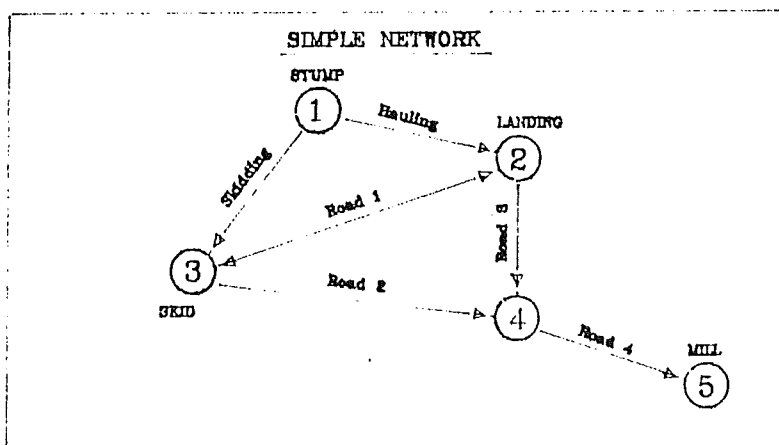 SIMPLE NETWORK
STUMP
1
Hauling
LANDING
2
Skidding
Road 1
Road 3
3
SKID
Road 2
4
Road 4
MILL
5